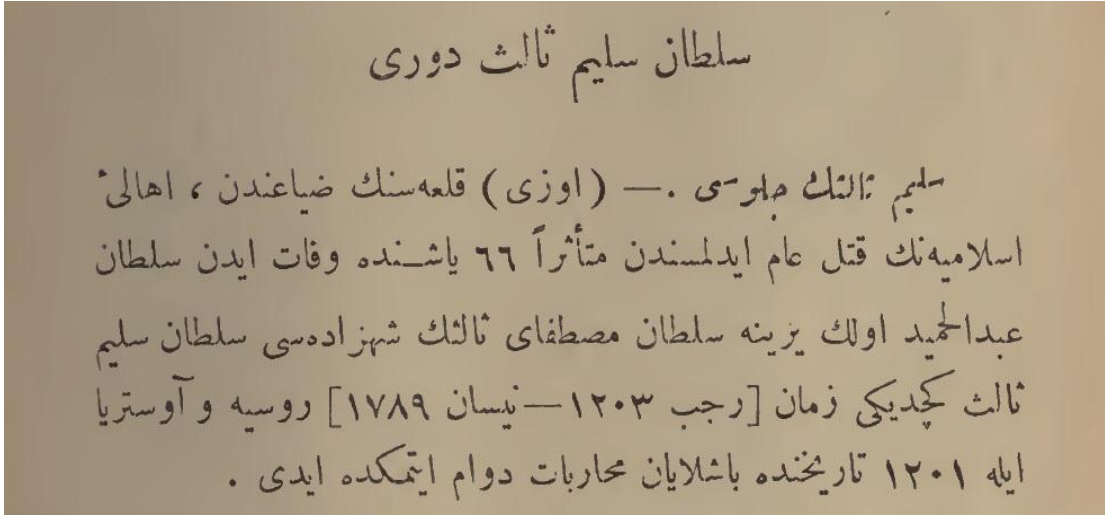 سلطان سليم ثالث دورى
سليم ثالثك جلوسى .— (اوزى) قلعه‌سنك ضياعندن ، اهالئ
اسلاميه‌نك قتل عام ايدلمسندن متأثراً ٦٦ ياشـنده وفات ايدن سلطان
عبدالحميد اولك يرينه سلطان مصطفاى ثالثك شهزاده‌سى سلطان سليم
ثالث كچديكى زمان [رجب ١٢٠٣—نيسان ١٧٨٩] روسيه و آوستريا
ايله ١٢٠١ تاريخنده باشلايان محاربات دوام ايتمكده ايدى .